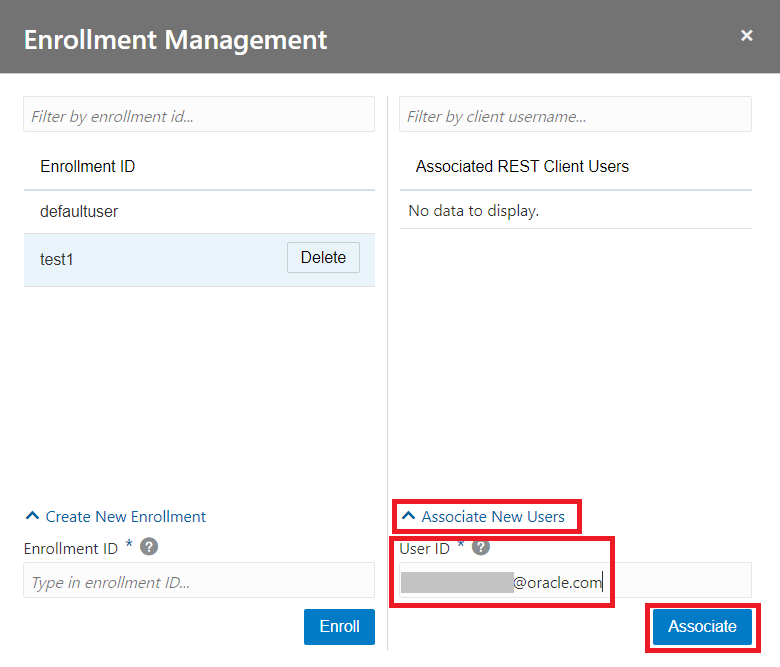 Enrollment Management
Filter by enrollment id...
Enrollment ID
defaultuser
test1
Delete
Create New Enrollment
Enrollment ID *
Type in enrollment ID...
Enroll
Filter by client username...
Associated REST Client Users
No data to display.
Associate New Users
User ID *
@oracle.com
Associate